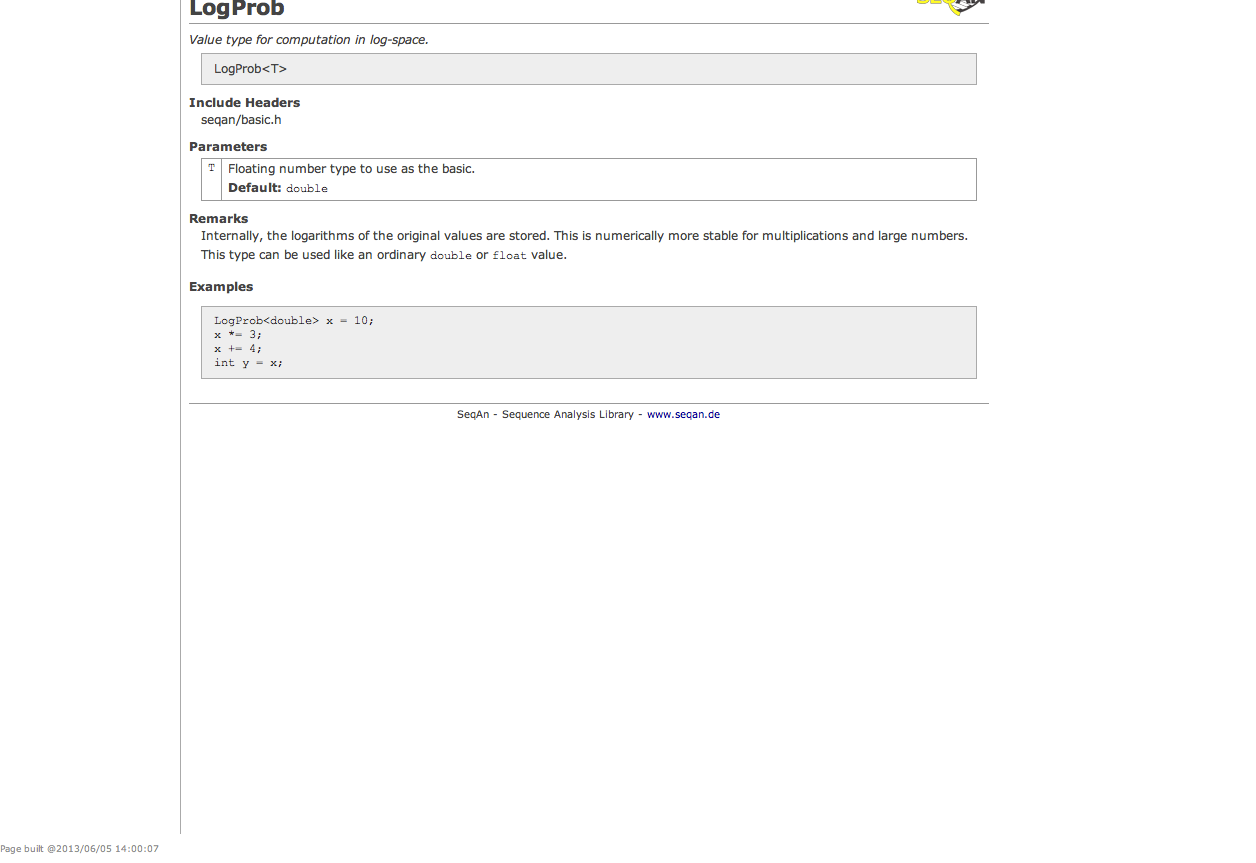 LogProb
Value type for computation in log-space.
LogProb<T>
Include Headers
seqan/basic.h
Parameters
T Floating number type to use as the basic.
Default: double
Remarks
Internally, the logarithms of the original values are stored. This is numerically more stable for multiplications and large numbers.
This type can be used like an ordinary double or float value.
Examples
LogProb<double> x = 10;
x *= 3;
x += 4;
int y = x;
SeqAn - Sequence Analysis Library - www.seqan.de
Page built @2013/06/05 14:00:07